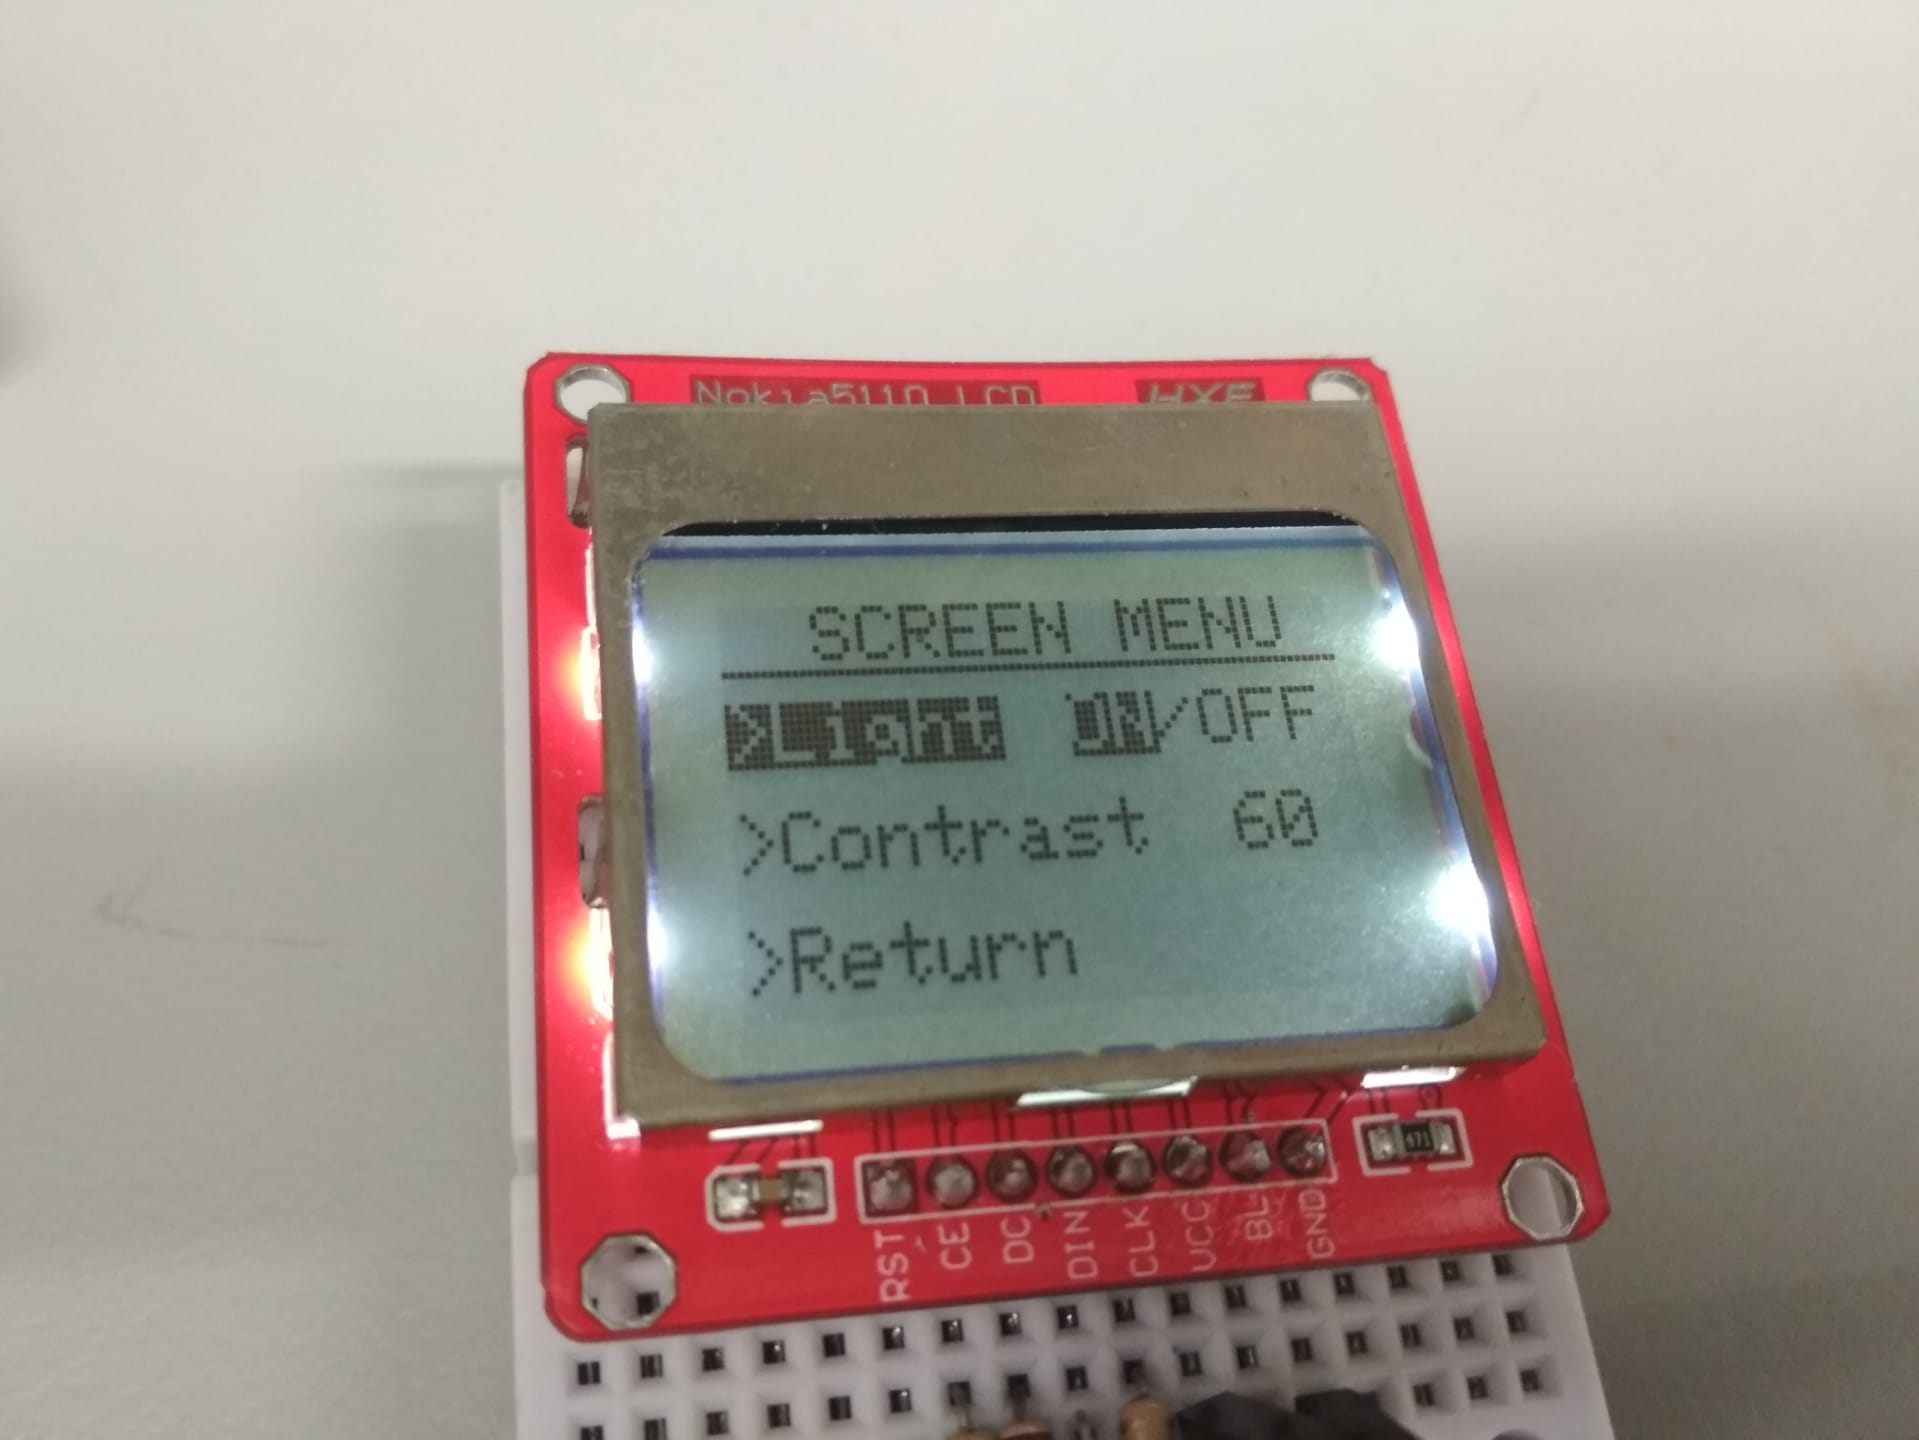 Nokia5110 LCD HXF
SCREEN MENU
>Light ON/OFF
>Contrast 60
>Return
471
RST CE DC DIN CLK VCC BL GND